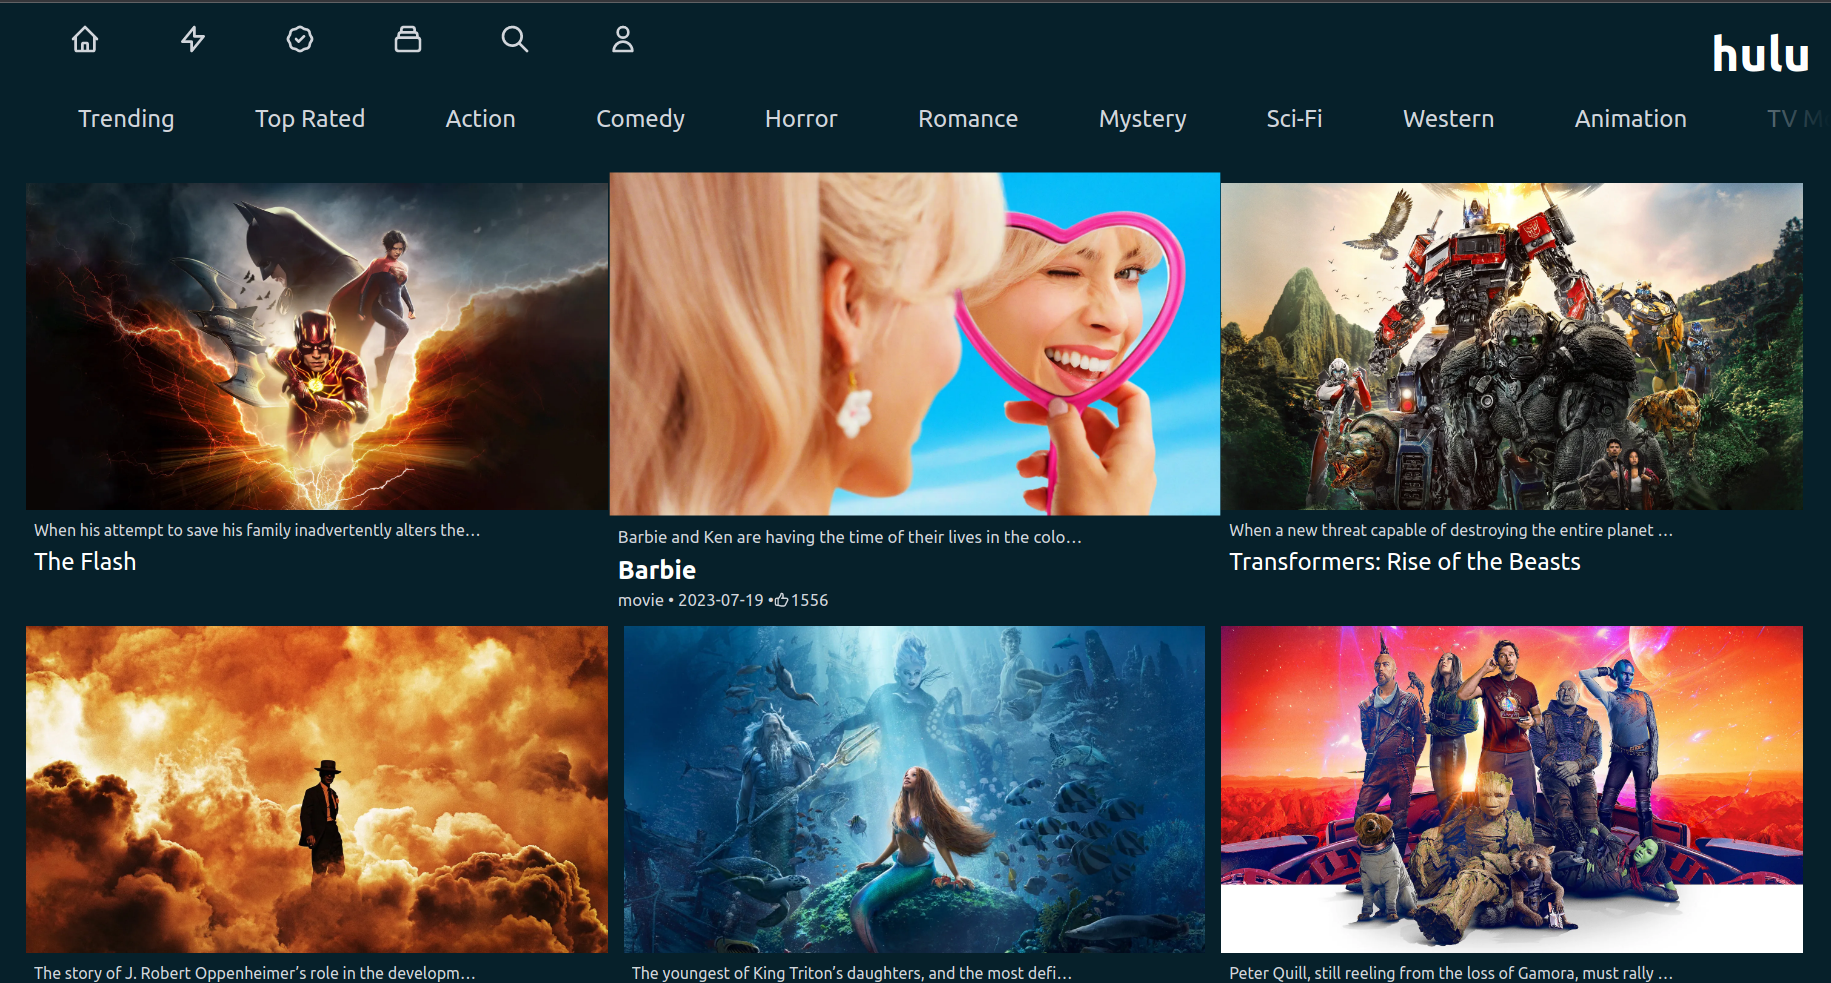 hulu
Trending Top Rated Action Comedy Horror Romance Mystery Sci-Fi Western Animation TV
When his attempt to save his family inadvertently alters the...
The Flash
Barbie and Ken are having the time of their lives in the colo...
Barbie
movie • 2023-07-19 • 1556
When a new threat capable of destroying the entire planet ...
Transformers: Rise of the Beasts
The story of J. Robert Oppenheimer’s role in the developm...
The youngest of King Triton’s daughters, and the most defi...
Peter Quill, still reeling from the loss of Gamora, must rally ...